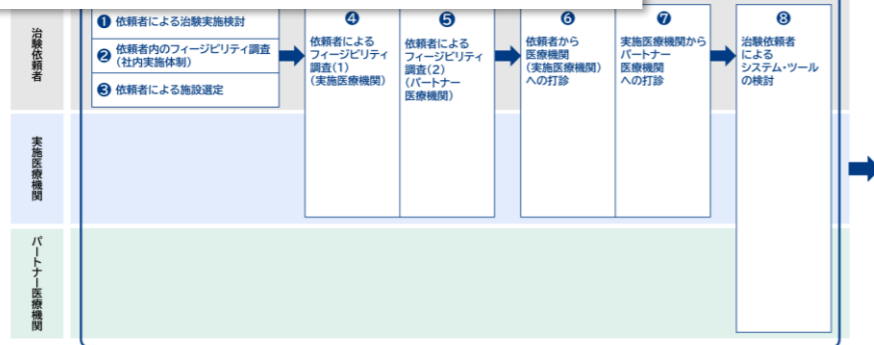 治験依頼者
❶ 依頼者による治験実施検討
❷ 依頼者内のフィージビリティ調査
(社内実施体制)
❸ 依頼者による施設選定
❹
依頼者による
フィージビリティ
調査(1)
(実施医療機関)
❺
依頼者による
フィージビリティ
調査(2)
(パートナー
医療機関)
❻
依頼者から
医療機関
(実施医療機関)
への打診
❼
実施医療機関から
パートナー
医療機関
への打診
❽
治験依頼者
による
システム・ツール
の検討
実施医療機関
パートナー医療機関